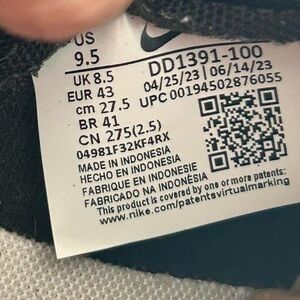 US
9.5
UK 8.5
EUR 43
cm 27.5
BR 41
CN 275(2.5)
DD1391-100
04/25/23 06/14/23
UPC 00194502876055
04981F32KF4RX
MADE IN INDONESIA
HECHO EN INDONESIA
FABRIQUE EN INDONESIE
FABRICADO NA INDONÉSIA
This product is covered by one or more patents:
www.nike.com/patentsvirtualmarking